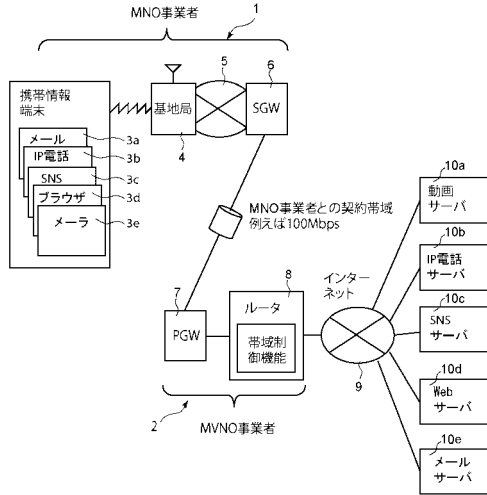 MNO事業者
1
携帯情報
端末
メール
3a
IP電話
3b
SNS
3c
ブラウザ
3d
メーラ
3e
基地局
4
5
6
SGW
MNO事業者との契約帯域
例えば100Mbps
7
PGW
8
ルータ
帯域制
御機能
インター
ネット
9
2
MVNO事業者
10a
動画
サーバ
10b
IP電話
サーバ
10c
SNS
サーバ
10d
Web
サーバ
10e
メール
サーバ